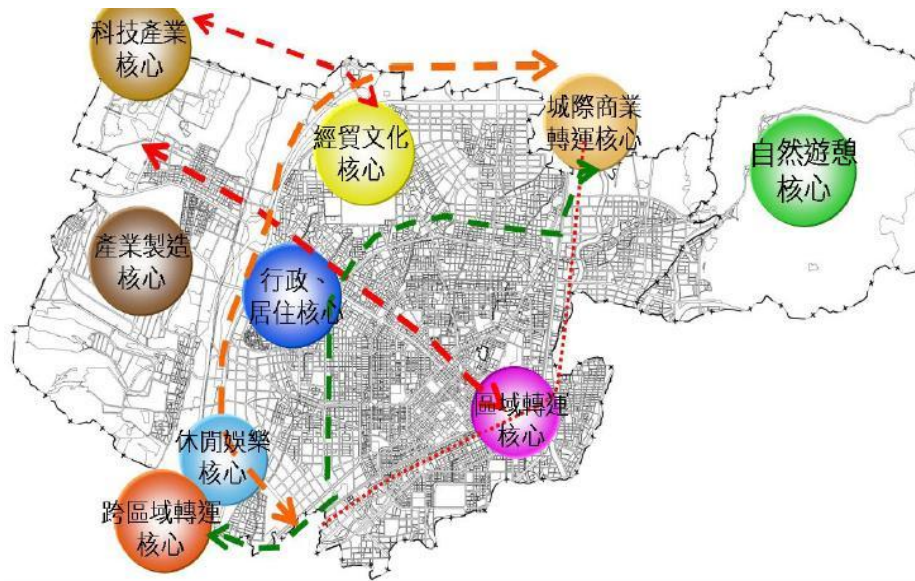 科技產業
核心
經貿文化
核心
城際商業
轉運核心
自然遊憩
核心
產業製造
核心
行政、
居住核心
區域轉運
核心
休閒娛樂
核心
跨區域轉運
核心